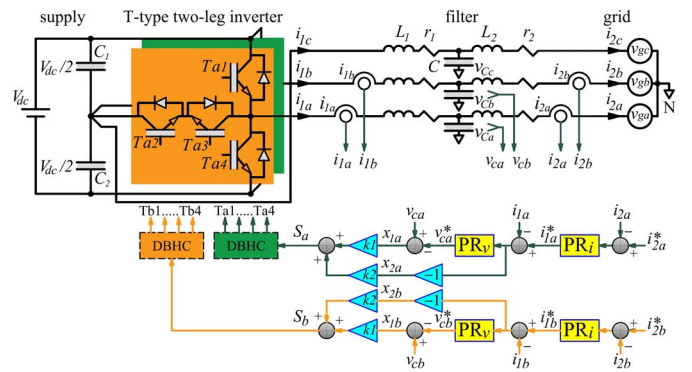 supply T-type two-leg inverter filter grid
i1c L1 r1 L2 r2 i2c vgc
C1 Vdc/2 Ta1 C vCc
i1b i1b i2b i2b vgb N
vCb
Vdc i1a i1a i2a i2a vga
Ta2 Ta3 vCa
Vdc/2 C2 Ta4
i1a i1b vca vcb i2a i2b
Tb1.....Tb4 Ta1.....Ta4
vca i1a i2a
DBHC DBHC Sa + + k1 x1a + − v*ca PRv − + i*1a PRi − + i*2a
+ k2 x2a −1
k2 x2b −1
Sb + + k1 x1b − + v*cb PRv + − i*1b PRi + − i*2b
vcb i1b i2b